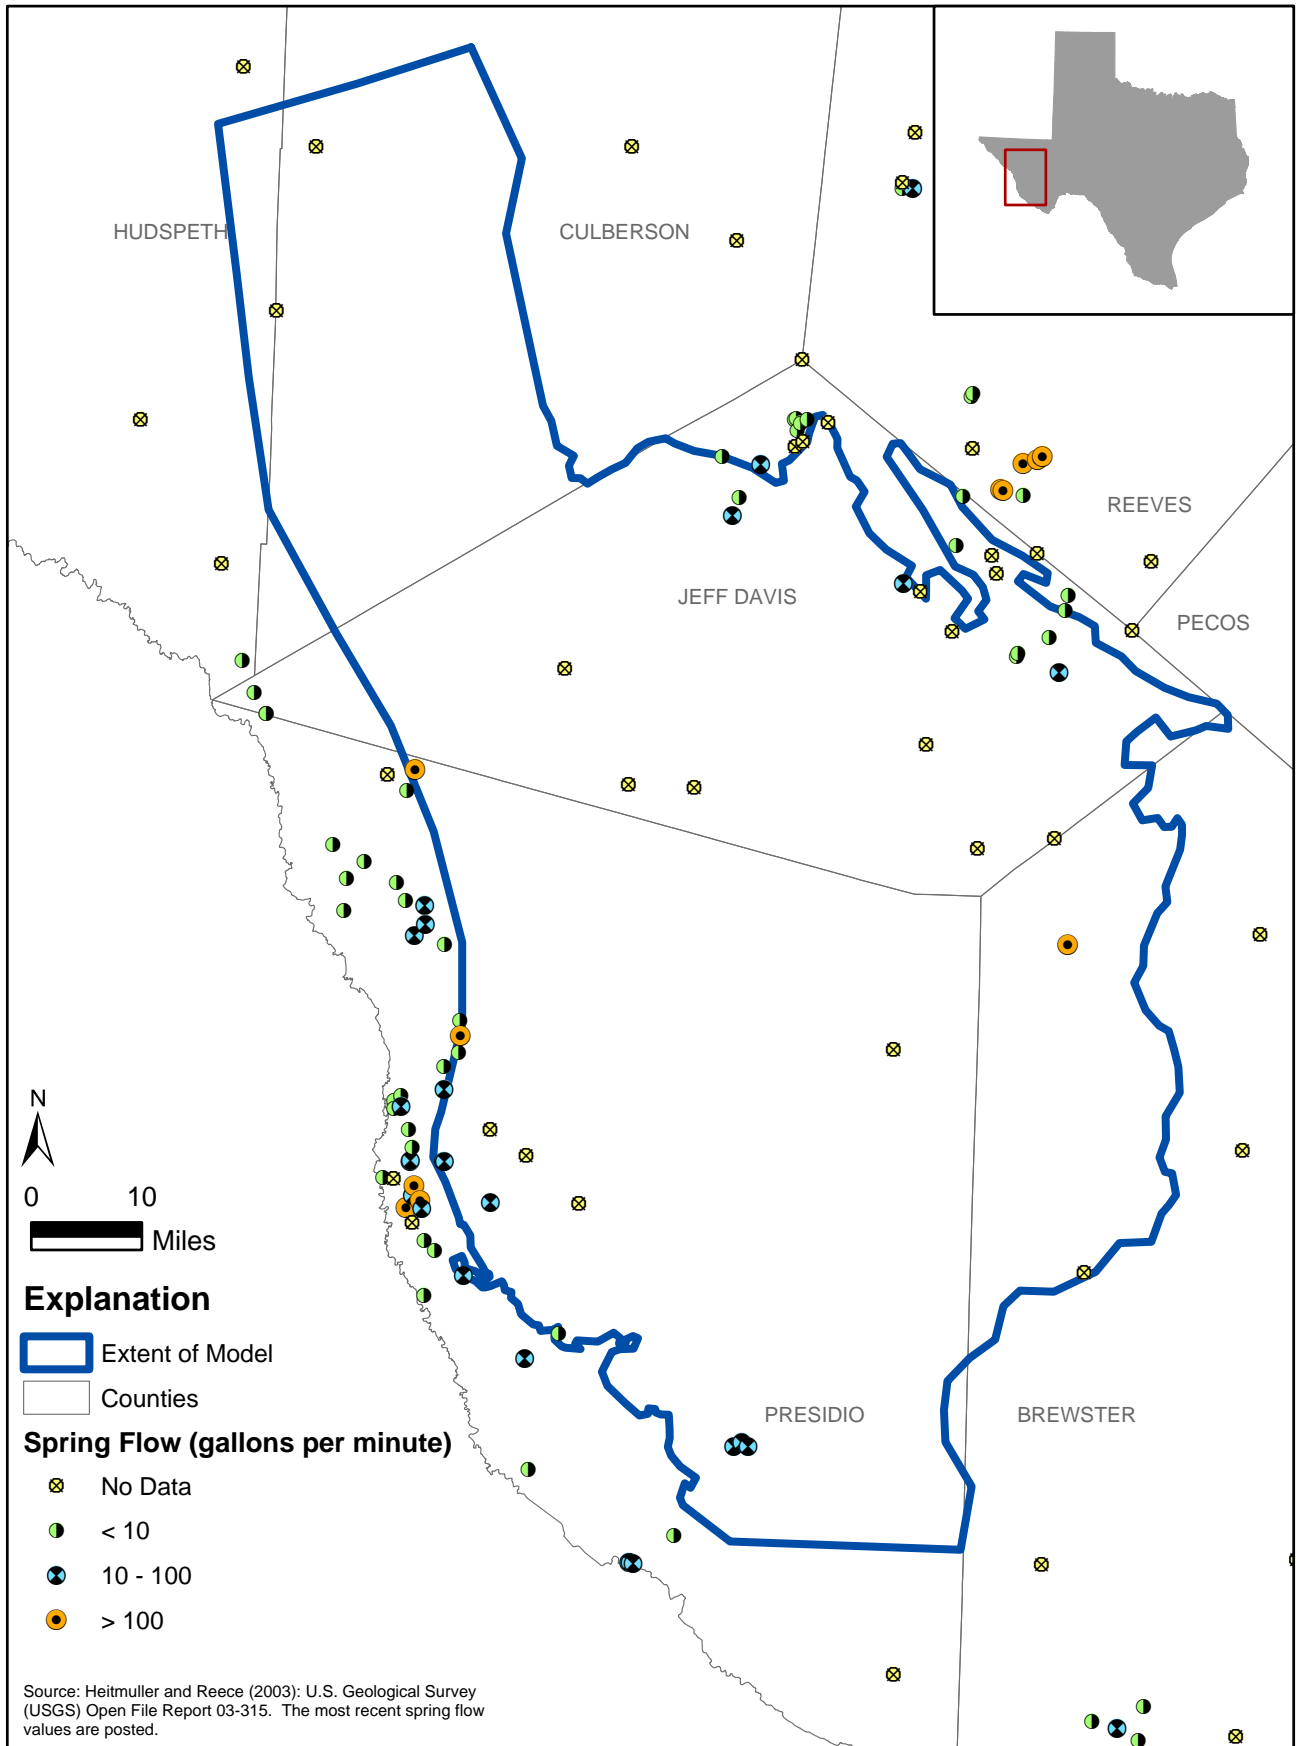 HUDSPETH
CULBERSON
REEVES
JEFF DAVIS
PECOS
N
0 10
Miles
Explanation
Extent of Model
Counties
PRESIDIO
BREWSTER
Spring Flow (gallons per minute)
No Data
< 10
10 - 100
> 100
Source: Heitmuller and Reece (2003): U.S. Geological Survey
(USGS) Open File Report 03-315. The most recent spring flow
values are posted.